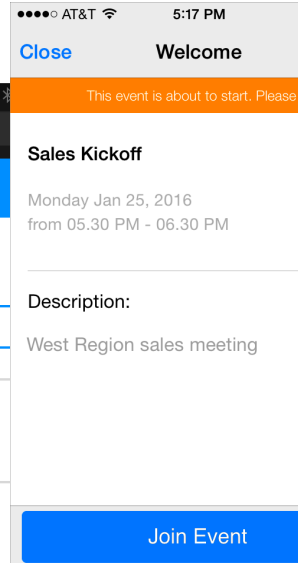 AT&T 5:17 PM
Close Welcome
This event is about to start. Please
Sales Kickoff
Monday Jan 25, 2016
from 05.30 PM - 06.30 PM
Description:
West Region sales meeting
Join Event